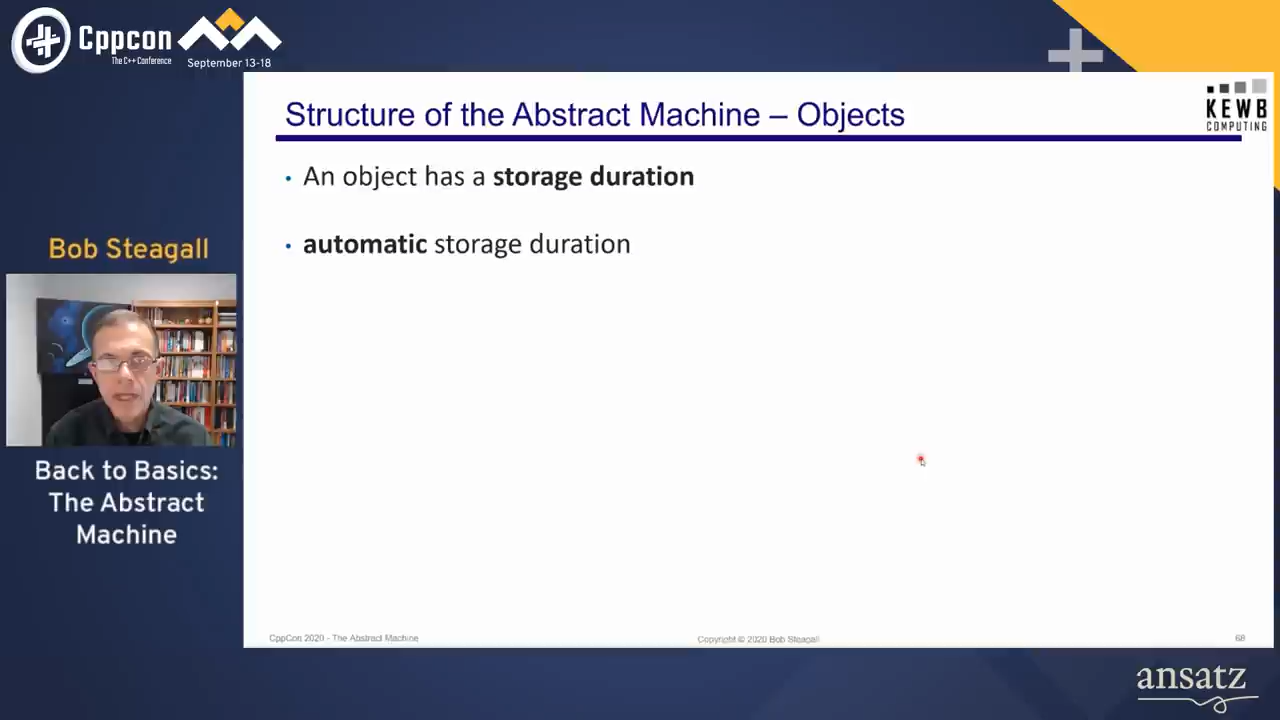 Cppcon
The C++ Conference
September 13-18
Structure of the Abstract Machine – Objects
KEWB
COMPUTING
• An object has a storage duration
• automatic storage duration
Bob Steagall
Back to Basics:
The Abstract
Machine
CppCon 2020 - The Abstract Machine
Copyright © 2020 Bob Steagall
68
ansatz